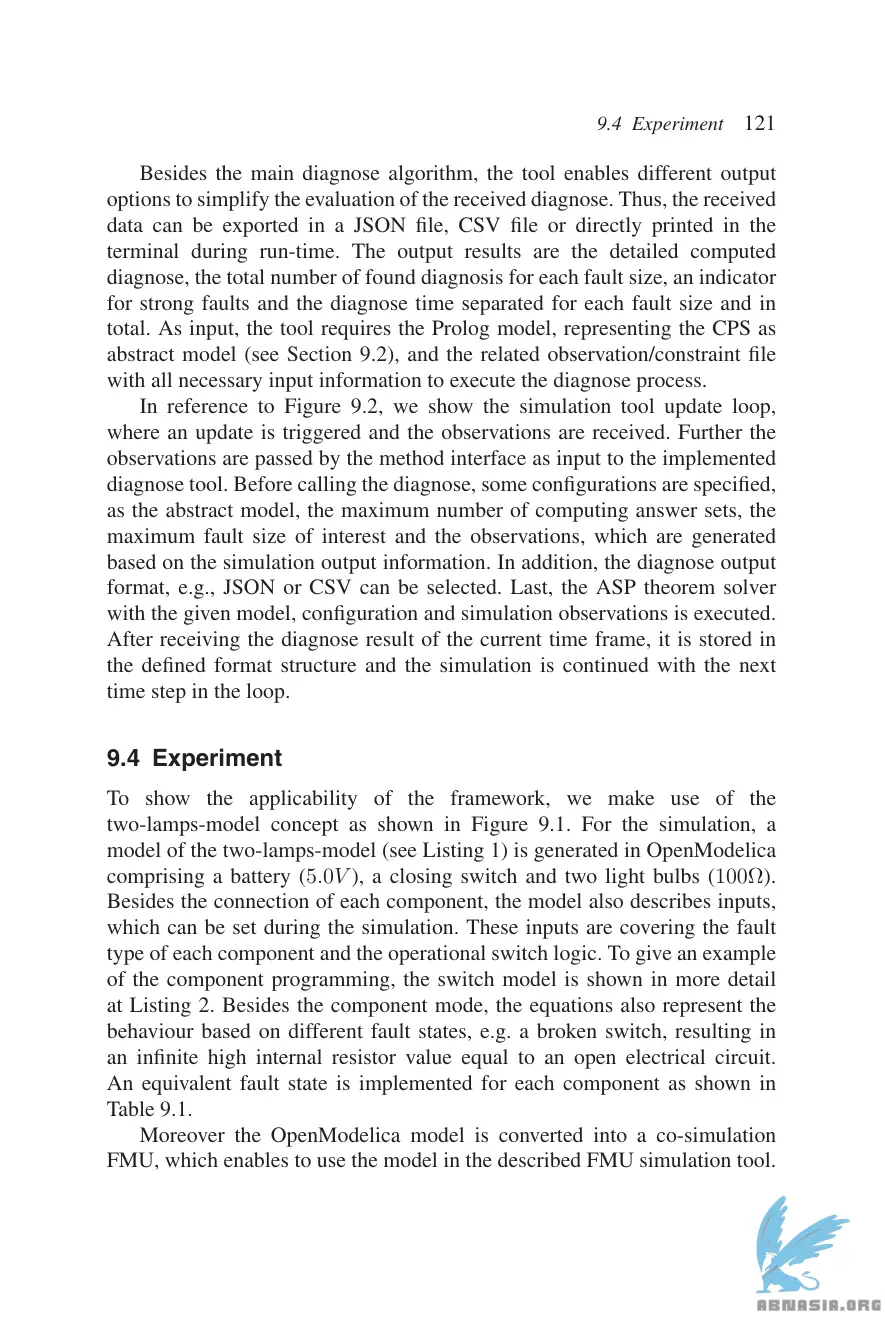 9.4 Experiment 121
Besides the main diagnose algorithm, the tool enables different output
options to simplify the evaluation of the received diagnose. Thus, the received
data can be exported in a JSON file, CSV file or directly printed in the
terminal during run-time. The output results are the detailed computed
diagnose, the total number of found diagnosis for each fault size, an indicator
for strong faults and the diagnose time separated for each fault size and in
total. As input, the tool requires the Prolog model, representing the CPS as
abstract model (see Section 9.2), and the related observation/constraint file
with all necessary input information to execute the diagnose process.
In reference to Figure 9.2, we show the simulation tool update loop,
where an update is triggered and the observations are received. Further the
observations are passed by the method interface as input to the implemented
diagnose tool. Before calling the diagnose, some configurations are specified,
as the abstract model, the maximum number of computing answer sets, the
maximum fault size of interest and the observations, which are generated
based on the simulation output information. In addition, the diagnose output
format, e.g., JSON or CSV can be selected. Last, the ASP theorem solver
with the given model, configuration and simulation observations is executed.
After receiving the diagnose result of the current time frame, it is stored in
the defined format structure and the simulation is continued with the next
time step in the loop.
9.4 Experiment
To show the applicability of the framework, we make use of the
two-lamps-model concept as shown in Figure 9.1. For the simulation, a
model of the two-lamps-model (see Listing 1) is generated in OpenModelica
comprising a battery (5.0V), a closing switch and two light bulbs (100Ω).
Besides the connection of each component, the model also describes inputs,
which can be set during the simulation. These inputs are covering the fault
type of each component and the operational switch logic. To give an example
of the component programming, the switch model is shown in more detail
at Listing 2. Besides the component mode, the equations also represent the
behaviour based on different fault states, e.g. a broken switch, resulting in
an infinite high internal resistor value equal to an open electrical circuit.
An equivalent fault state is implemented for each component as shown in
Table 9.1.
Moreover the OpenModelica model is converted into a co-simulation
FMU, which enables to use the model in the described FMU simulation tool.
ABNASIA.ORG